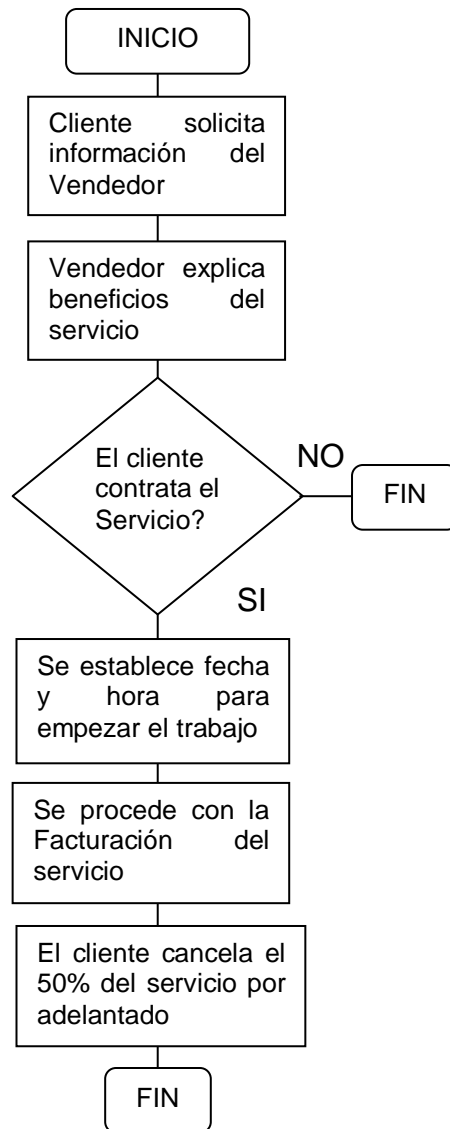 INICIO
Cliente solicita
información del
Vendedor
Vendedor explica
beneficios del
servicio
El cliente
contrata el
Servicio?
NO
FIN
SI
Se establece fecha
y hora para
empezar el trabajo
Se procede con la
Facturación del
servicio
El cliente cancela el
50% del servicio por
adelantado
FIN